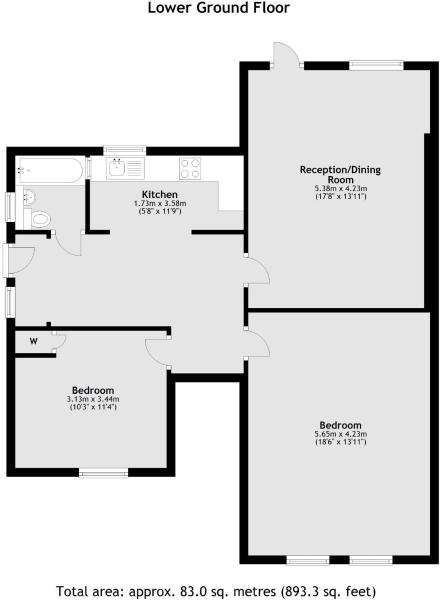 Lower Ground Floor
Reception/Dining
Room
5.38m x 4.23m
(17'8" x 13'11")
Kitchen
1.73m x 3.58m
(5'8" x 11'9")
W
Bedroom
3.13m x 3.44m
(10'3" x 11'4")
Bedroom
5.65m x 4.23m
(18'6" x 13'11")
Total area: approx. 83.0 sq. metres (893.3 sq. feet)